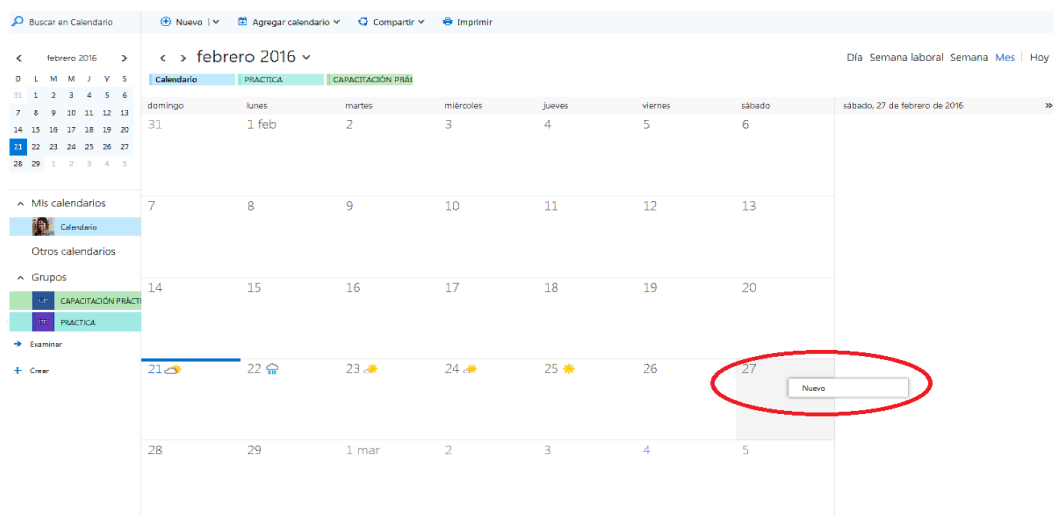 Buscar en Calendario Nuevo | Agregar calendario Compartir Imprimir
febrero 2016
D L M M J V S
31 1 2 3 4 5 6
7 8 9 10 11 12 13
14 15 16 17 18 19 20
21 22 23 24 25 26 27
28 29 1 2 3 4 5
Mis calendarios
Calendario
Otros calendarios
Grupos
CAPACITACIÓN PRÁCTI
PRACTICA
Examinar
Crear
febrero 2016
Día Semana laboral Semana Mes | Hoy
Calendario PRACTICA CAPACITACIÓN PRÁC
domingo lunes martes miércoles jueves viernes sábado sábado, 27 de febrero de 2016 »
31 1 feb 2 3 4 5 6
7 8 9 10 11 12 13
14 15 16 17 18 19 20
21 22 23 24 25 26 27
Nuevo
28 29 1 mar 2 3 4 5